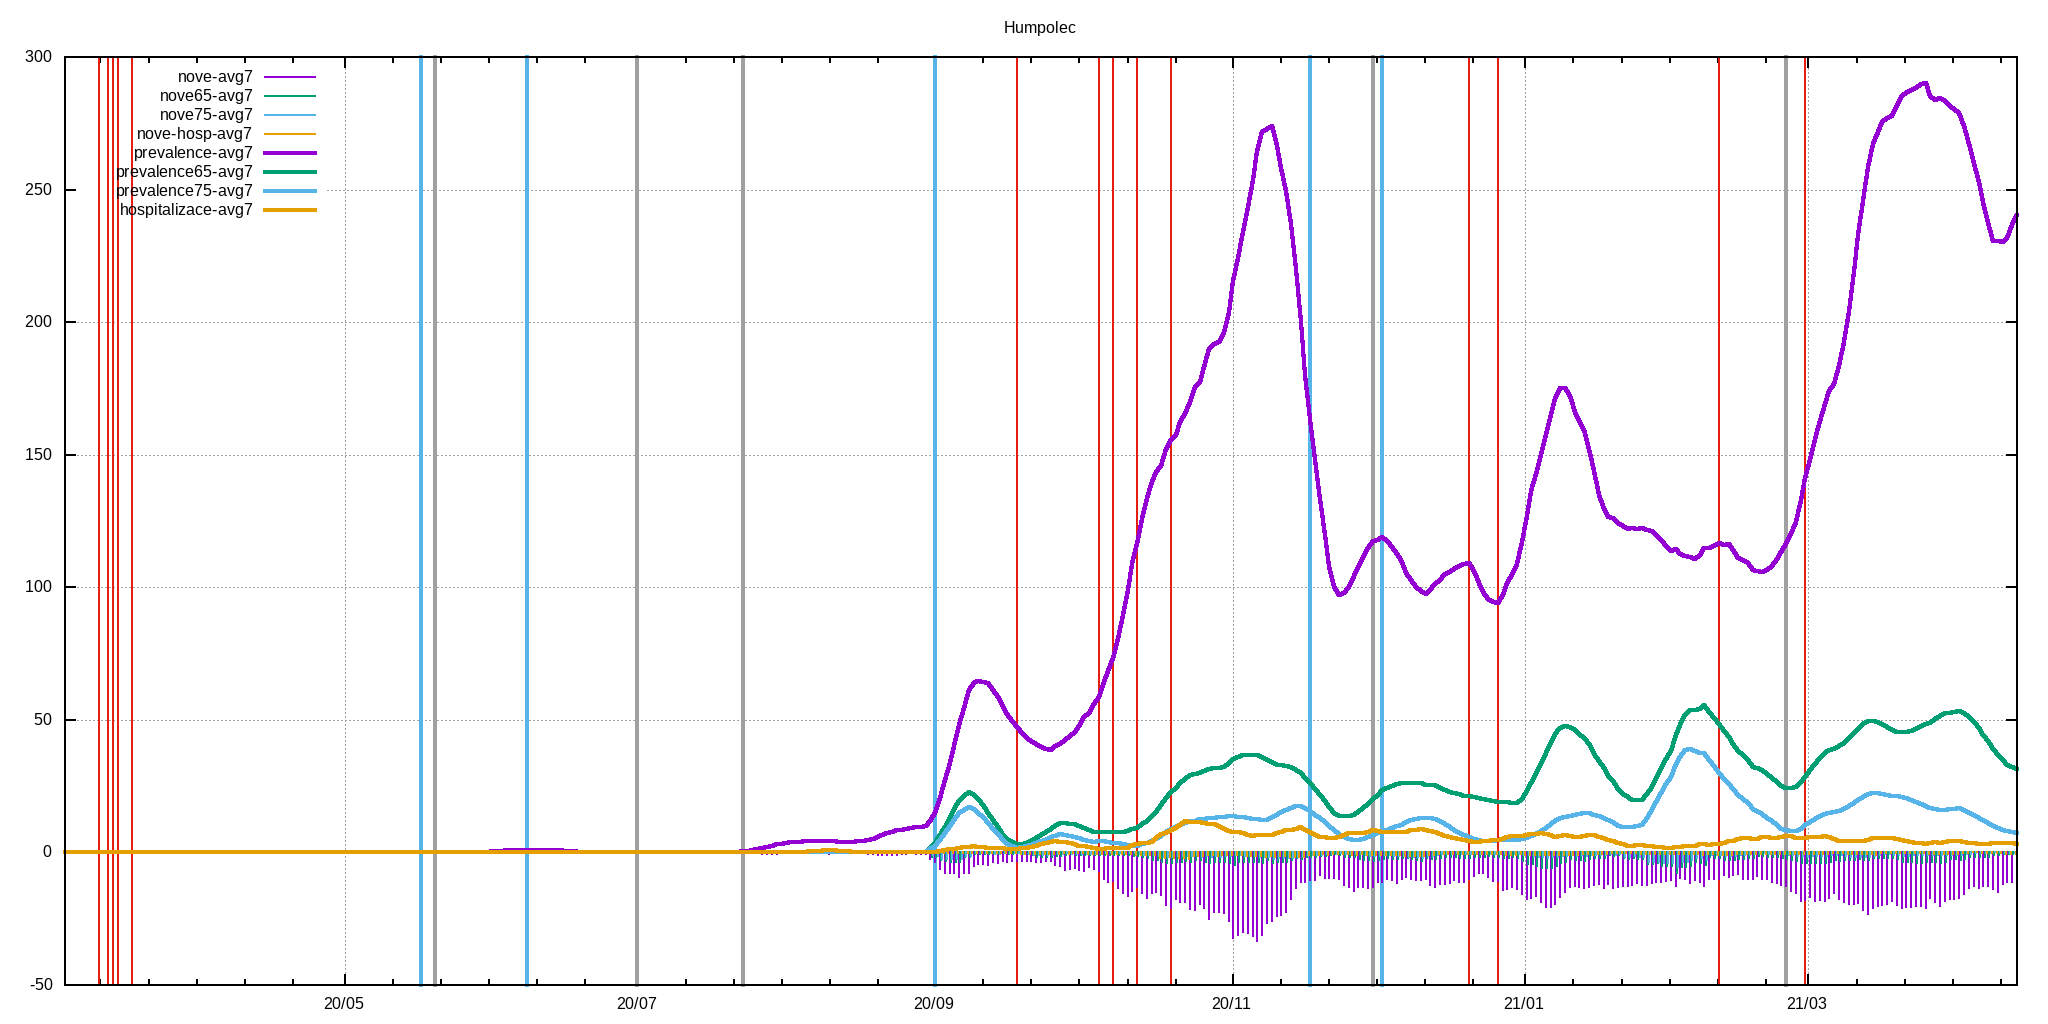 Humpolec
300
250
200
150
100
50
0
-50
nove-avg7
nove65-avg7
nove75-avg7
nove-hosp-avg7
prevalence-avg7
prevalence65-avg7
prevalence75-avg7
hospitalizace-avg7
20/05 20/07 20/09 20/11 21/01 21/03